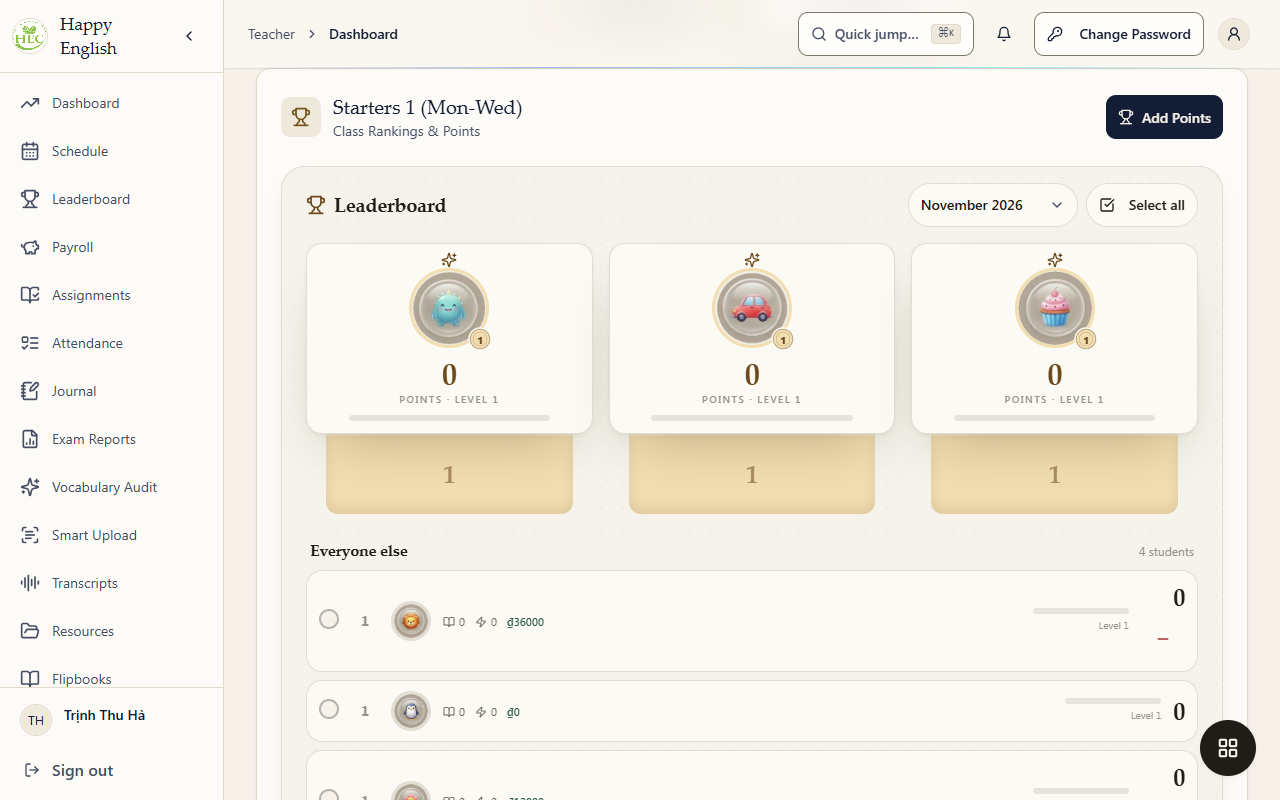 HEC
Happy
English
Teacher
Dashboard
Quick jump...
⌘K
Change Password
Dashboard
Schedule
Leaderboard
Payroll
Assignments
Attendance
Journal
Exam Reports
Vocabulary Audit
Smart Upload
Transcripts
Resources
Flipbooks
TH
Trịnh Thu Hà
Sign out
Starters 1 (Mon-Wed)
Class Rankings & Points
Add Points
Leaderboard
November 2026
Select all
1
0
POINTS · LEVEL 1
1
1
0
POINTS · LEVEL 1
1
1
0
POINTS · LEVEL 1
1
Everyone else
4 students
1
0
0
₫36000
Level 1
0
1
0
0
₫0
Level 1
0
1
0
0
0